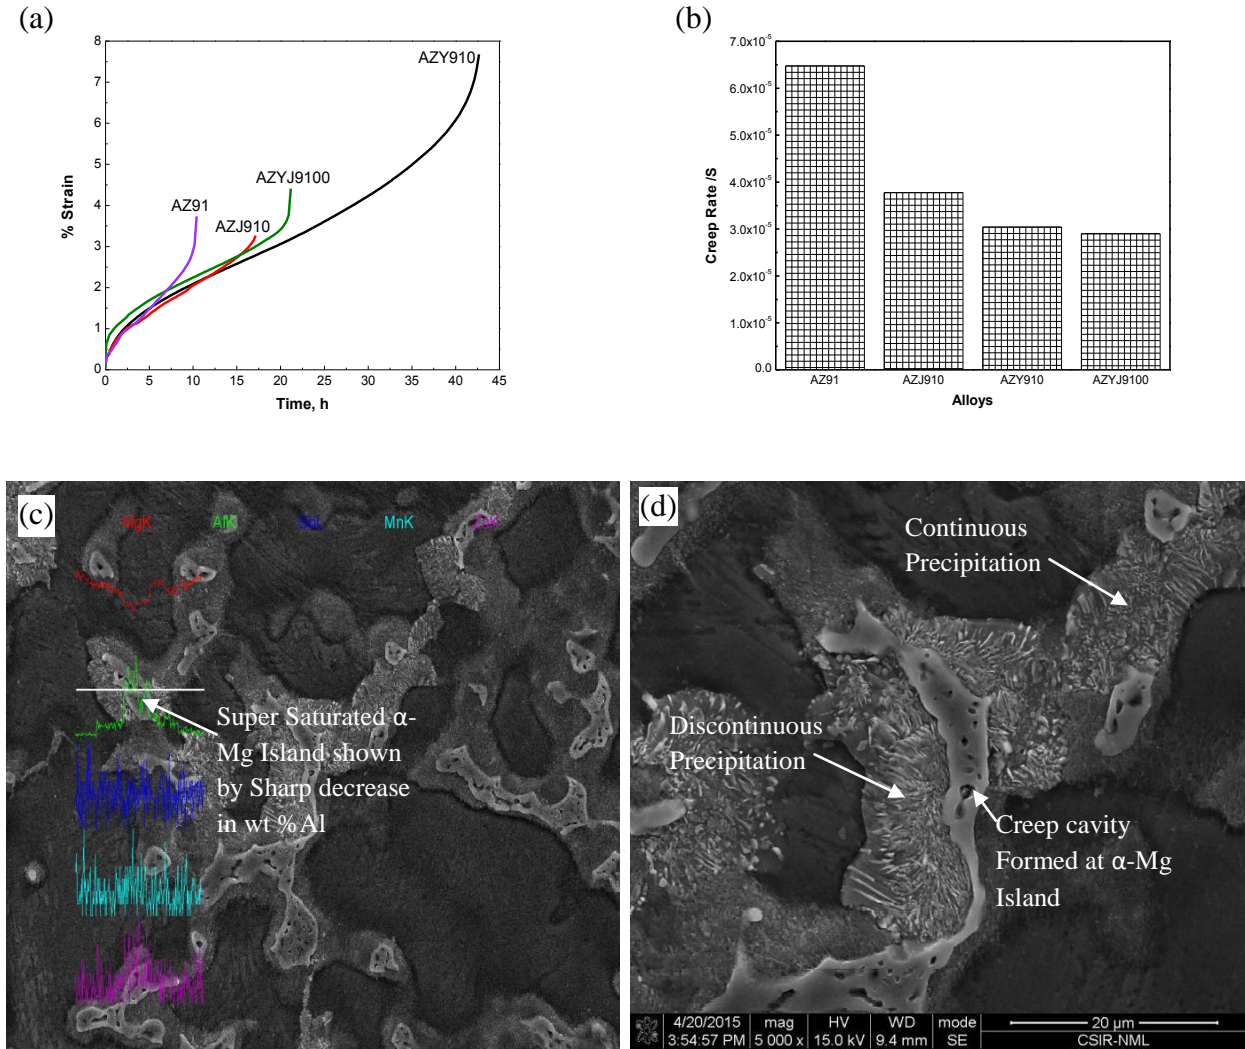 (a)
(b)
8
7
6
5
4
3
2
1
0
% Strain
AZY910
AZYJ9100
AZ91
AZJ910
0 5 10 15 20 25 30 35 40 45
Time, h
7.0x10-5
6.0x10-5
5.0x10-5
4.0x10-5
3.0x10-5
2.0x10-5
1.0x10-5
0.0
Creep Rate /S
AZ91 AZJ910 AZY910 AZYJ9100
Alloys
(c)
MgK AlK SbL MnK
Super Saturated α-
Mg Island shown
by Sharp decrease
in wt %Al
(d)
Continuous
Precipitation
Discontinuous
Precipitation
Creep cavity
Formed at α-Mg
Island
4/20/2015 mag HV WD mode 20 µm
3:54:57 PM 5 000 x 15.0 kV 9.4 mm SE CSIR-NML